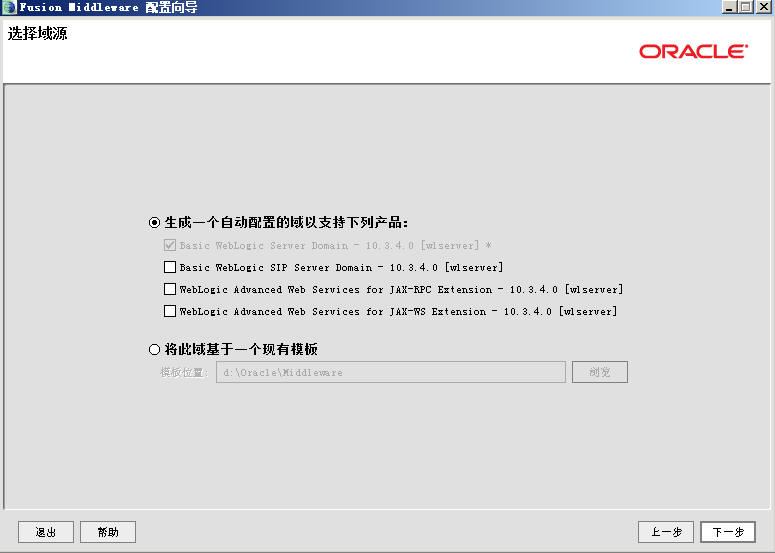 Fusion Middleware 配置向导
选择域源
ORACLE
生成一个自动配置的域以支持下列产品:
Basic WebLogic Server Domain - 10.3.4.0 [wlserver] *
Basic WebLogic SIP Server Domain - 10.3.4.0 [wlserver]
WebLogic Advanced Web Services for JAX-RPC Extension - 10.3.4.0 [wlserver]
WebLogic Advanced Web Services for JAX-WS Extension - 10.3.4.0 [wlserver]
将此域基于一个现有模板
模板位置: d:\Oracle\Middleware 浏览
退出 帮助 上一步 下一步